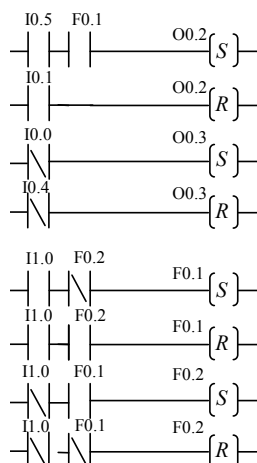 I0.5 F0.1 O0.2 S
I0.1 O0.2 R
I0.0 O0.3 S
I0.4 O0.3 R
I1.0 F0.2 F0.1 S
I1.0 F0.2 F0.1 R
I1.0 F0.1 F0.2 S
I1.0 F0.1 F0.2 R